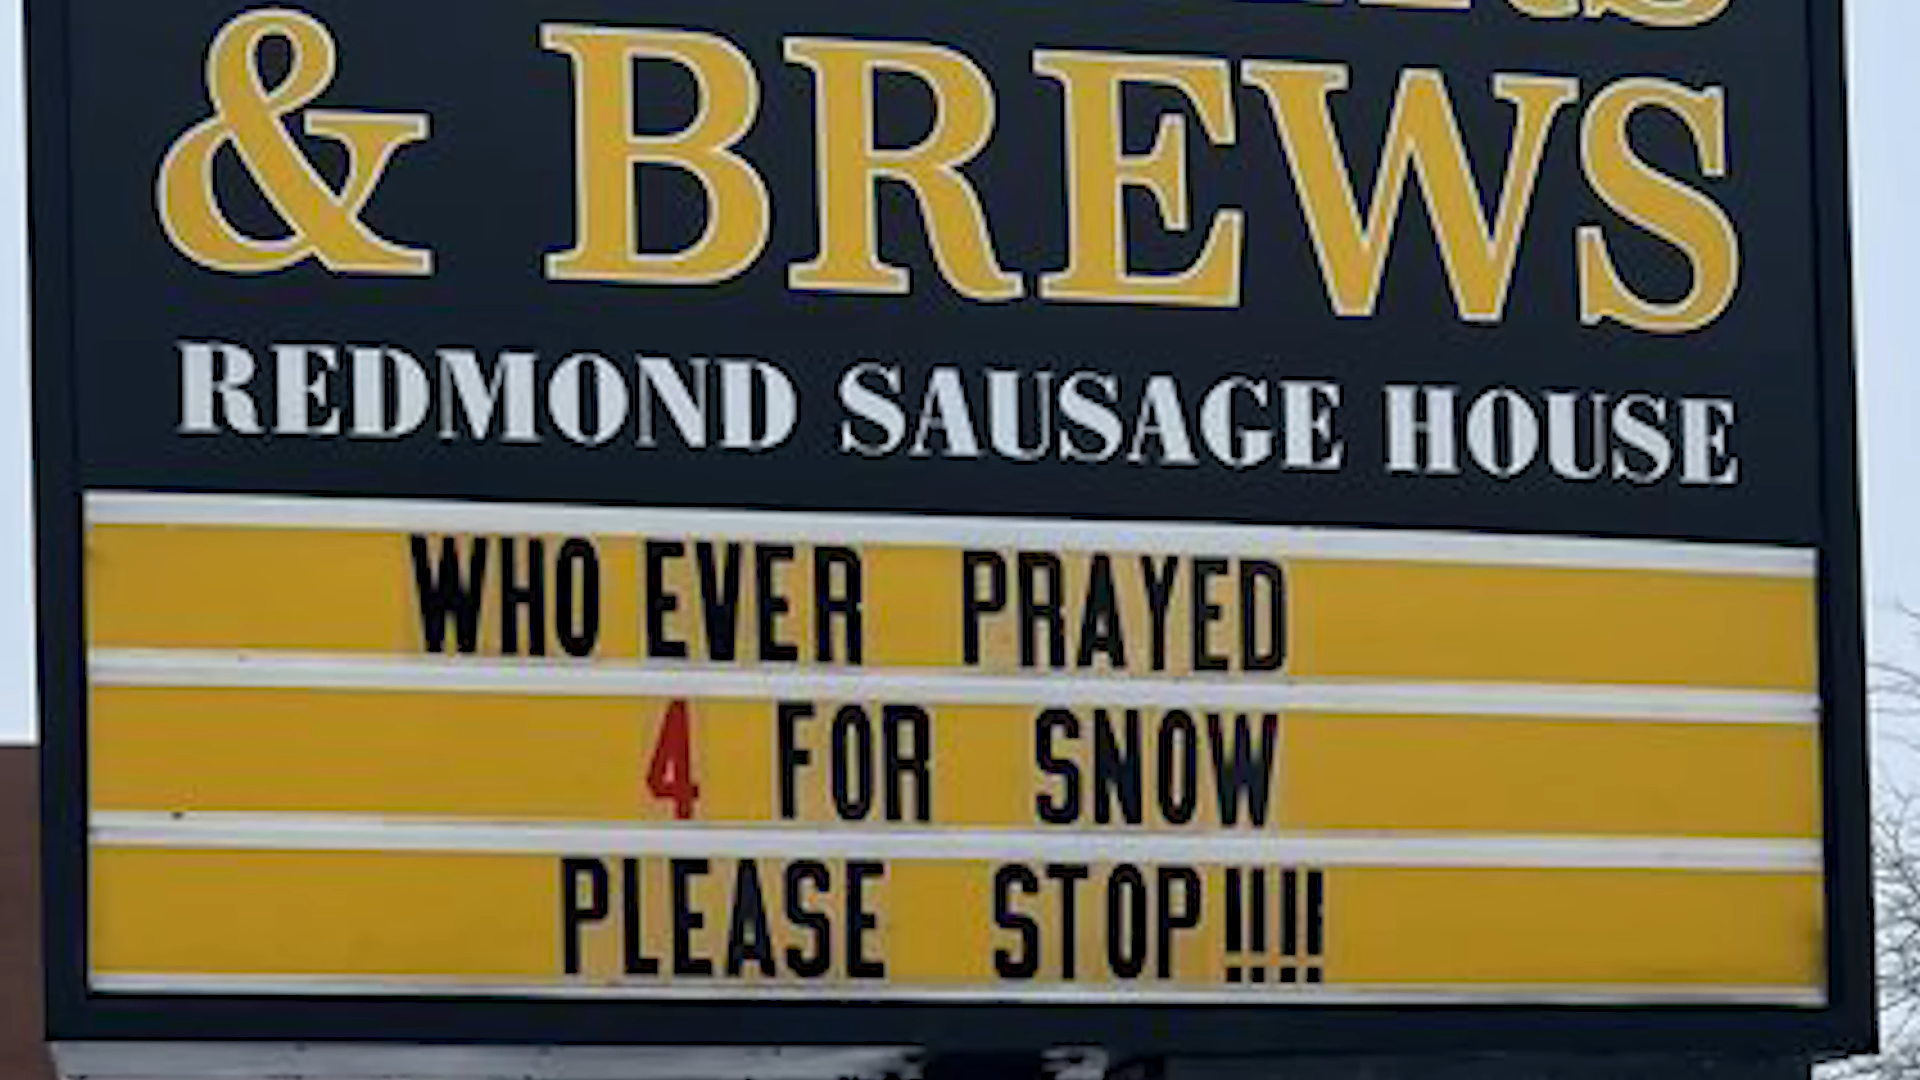 & BREWS
REDMOND SAUSAGE HOUSE
WHO EVER PRAYED
4 FOR SNOW
PLEASE STOP!!!!